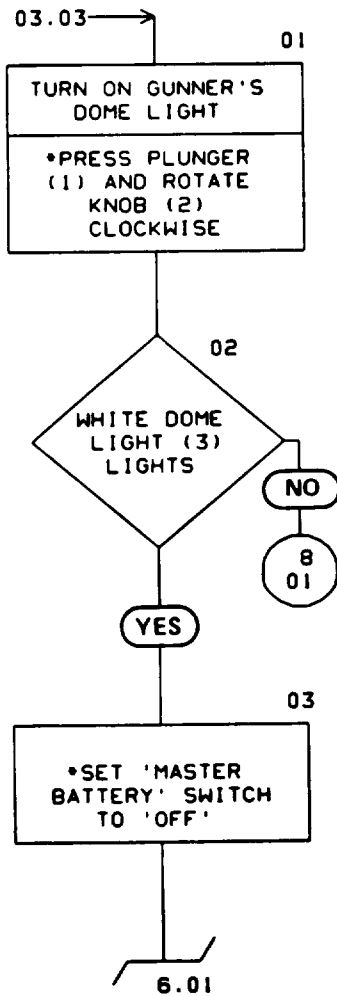 03.03
01
TURN ON GUNNER'S
DOME LIGHT
*PRESS PLUNGER
(1) AND ROTATE
KNOB (2)
CLOCKWISE
02
WHITE DOME
LIGHT (3)
LIGHTS
NO
8
01
YES
03
*SET 'MASTER
BATTERY' SWITCH
TO 'OFF'
6.01